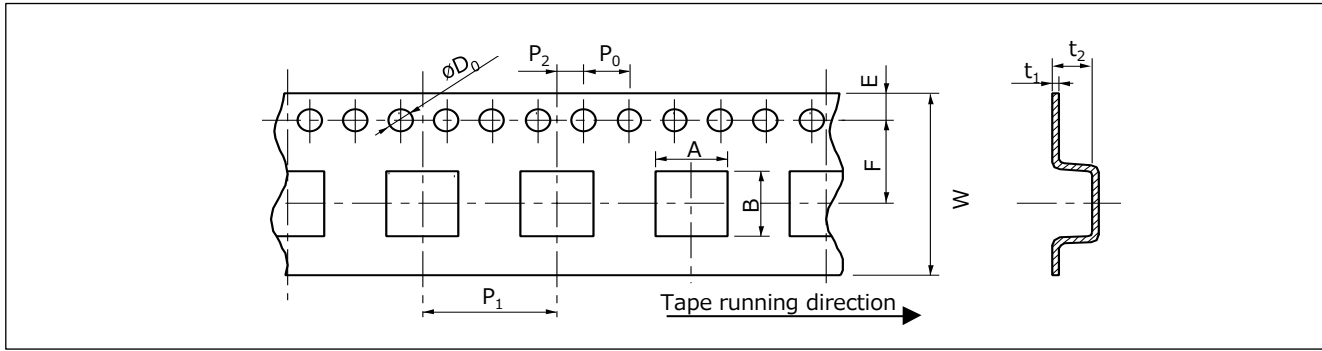 øD₀
P₂
P₀
E
t₁
t₂
A
F
B
W
P₁
Tape running direction